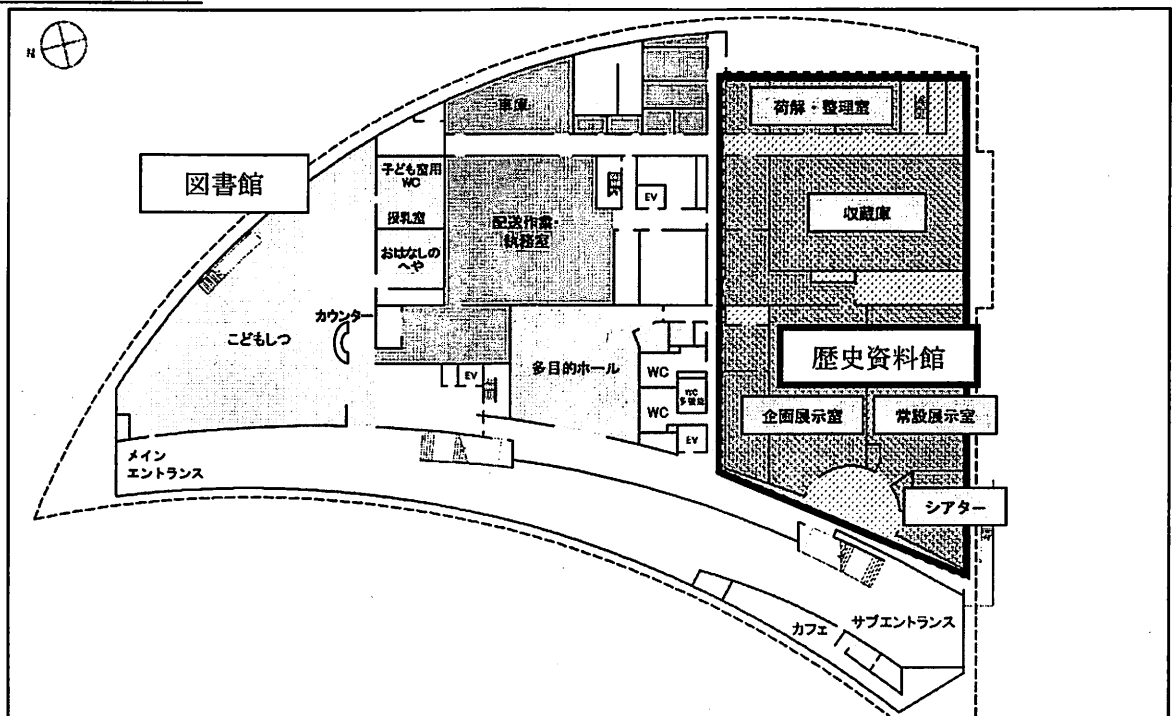 N
荷解・整理室
車庫
図書館
子ども室用
WC
授乳室
EV
収蔵庫
配送作業・
執務室
おはなしの
へや
カウンター
こどもしつ
歴史資料館
多目的ホール
WC
EV
WC
多機能
WC
企画展示室
常設展示室
EV
メイン
エントランス
シアター
カフェ
サブエントランス